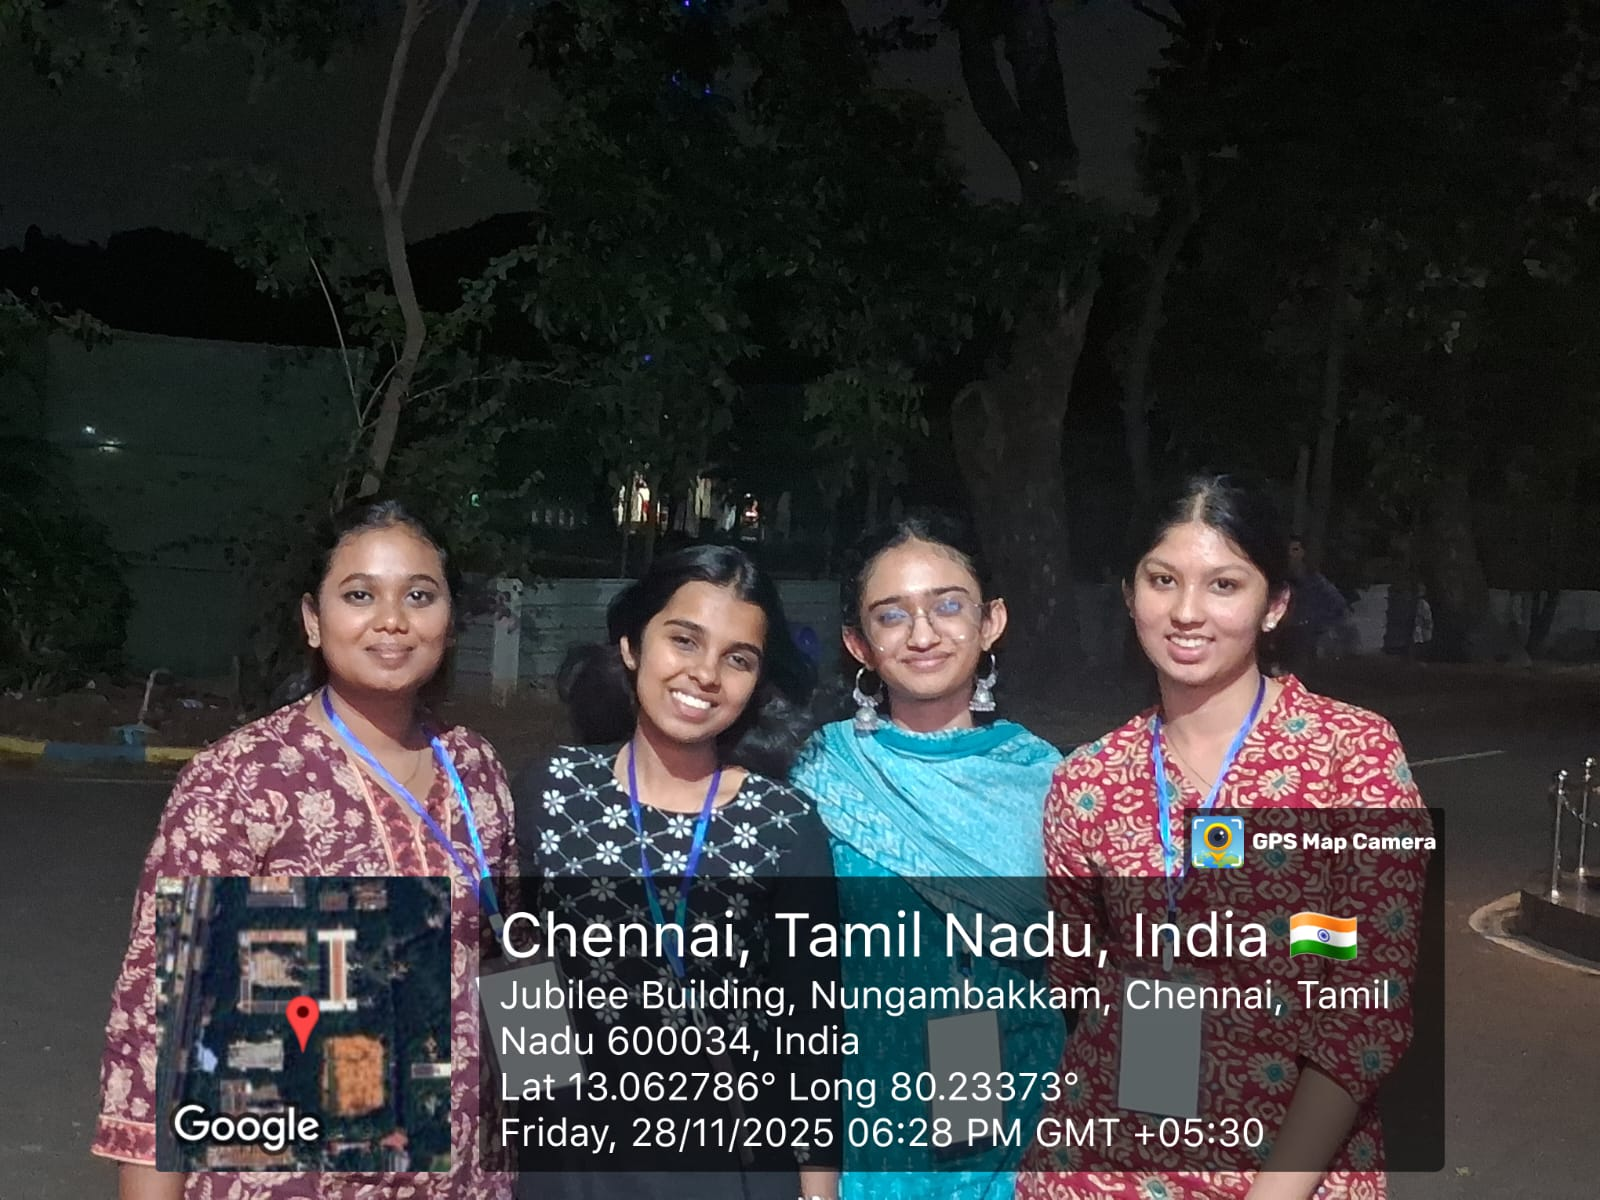 GPS Map Camera
Chennai, Tamil Nadu, India
Jubilee Building, Nungambakkam, Chennai, Tamil
Nadu 600034, India
Lat 13.062786° Long 80.23373°
Friday, 28/11/2025 06:28 PM GMT +05:30
Google